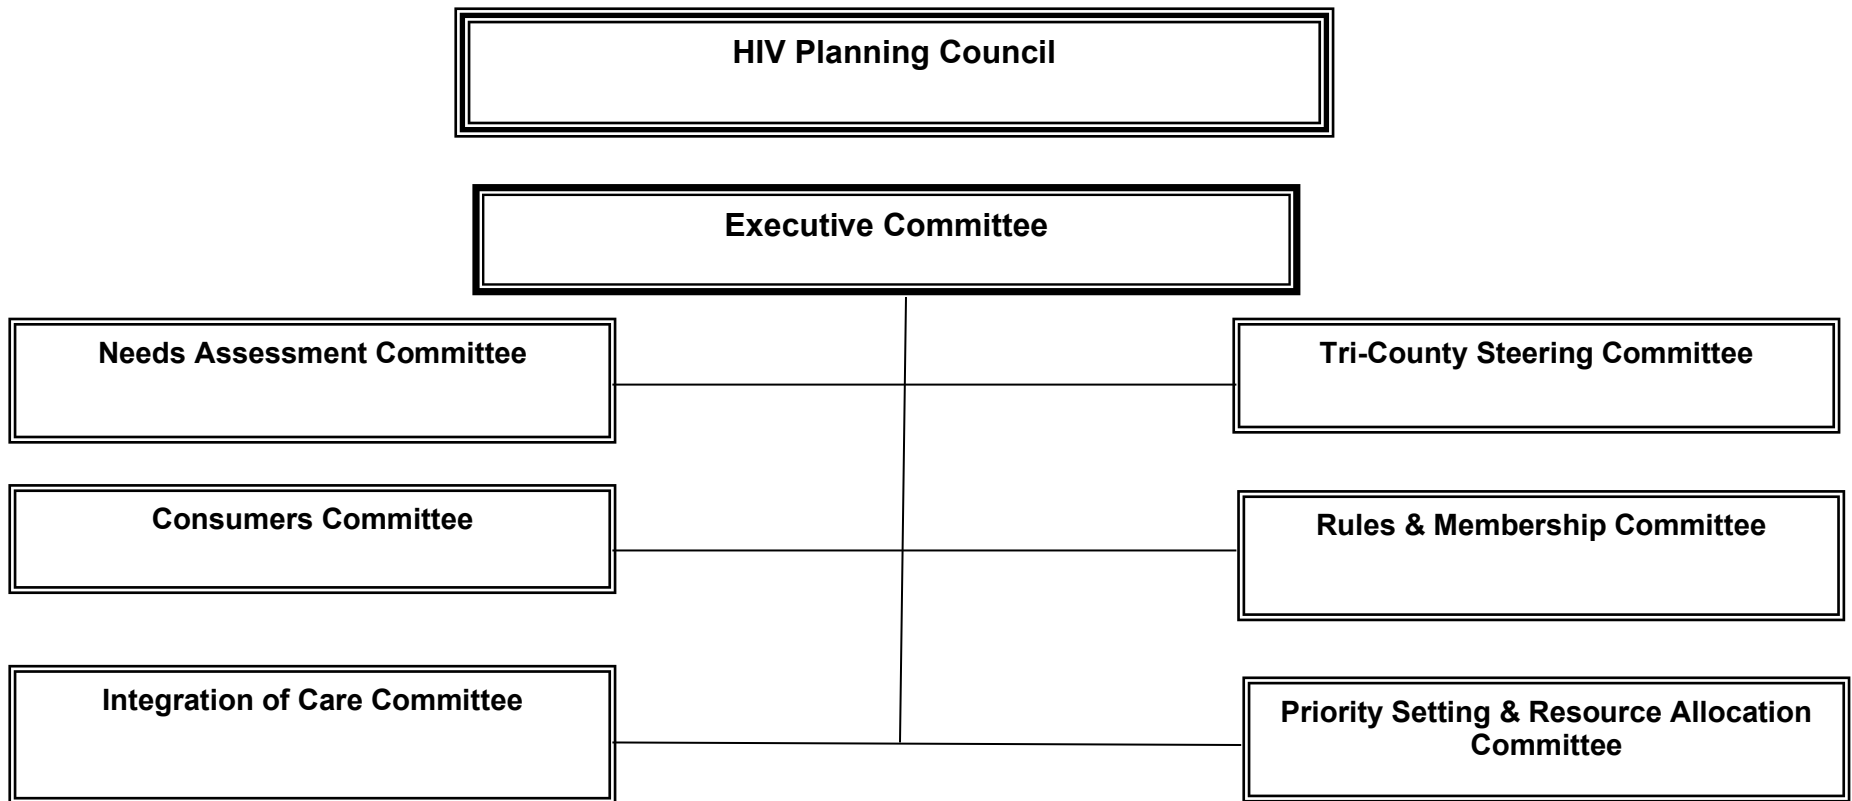 HIV Planning Council
Executive Committee
Needs Assessment Committee
Tri-County Steering Committee
Consumers Committee
Rules & Membership Committee
Integration of Care Committee
Priority Setting & Resource Allocation
Committee